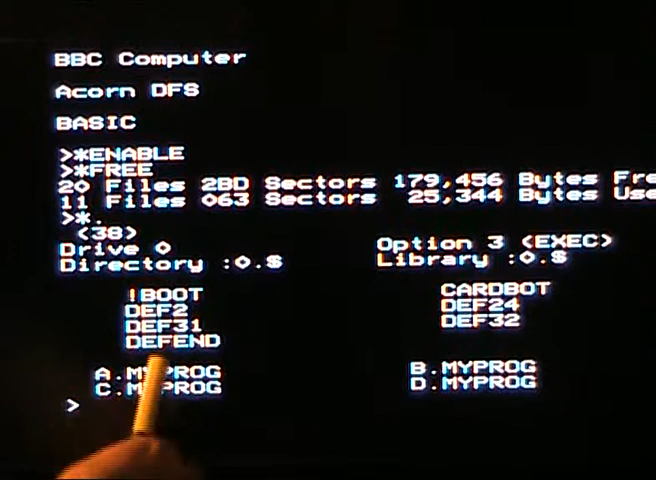 BBC Computer
Acorn DFS
BASIC
>*ENABLE
>*FREE
20 Files 2BD Sectors 179,456 Bytes Fre
11 Files 063 Sectors 25,344 Bytes Use
>*.
(38)
Drive 0 Option 3 (EXEC)
Directory :0.$ Library :0.$
!BOOT CARDBOT
DEF2 DEF24
DEF31 DEF32
DEFEND
A.MYPROG B.MYPROG
C.MYPROG D.MYPROG
>